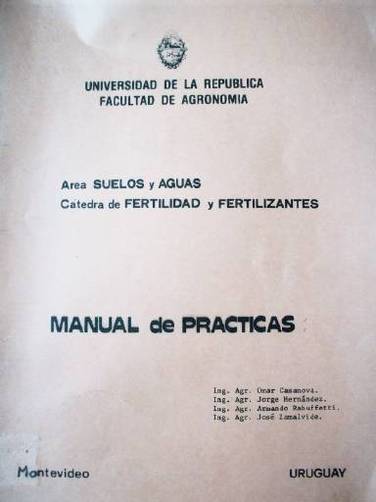 UNIVERSIDAD DE LA REPUBLICA
FACULTAD DE AGRONOMIA
Area SUELOS y AGUAS
Catedra de FERTILIDAD y FERTILIZANTES
MANUAL de PRACTICAS
Ing. Agr. Omar Casanova.
Ing. Agr. Jorge Hernández.
Ing. Agr. Armando Rabuffetti.
Ing. Agr. José Zamalvide.
Montevideo URUGUAY